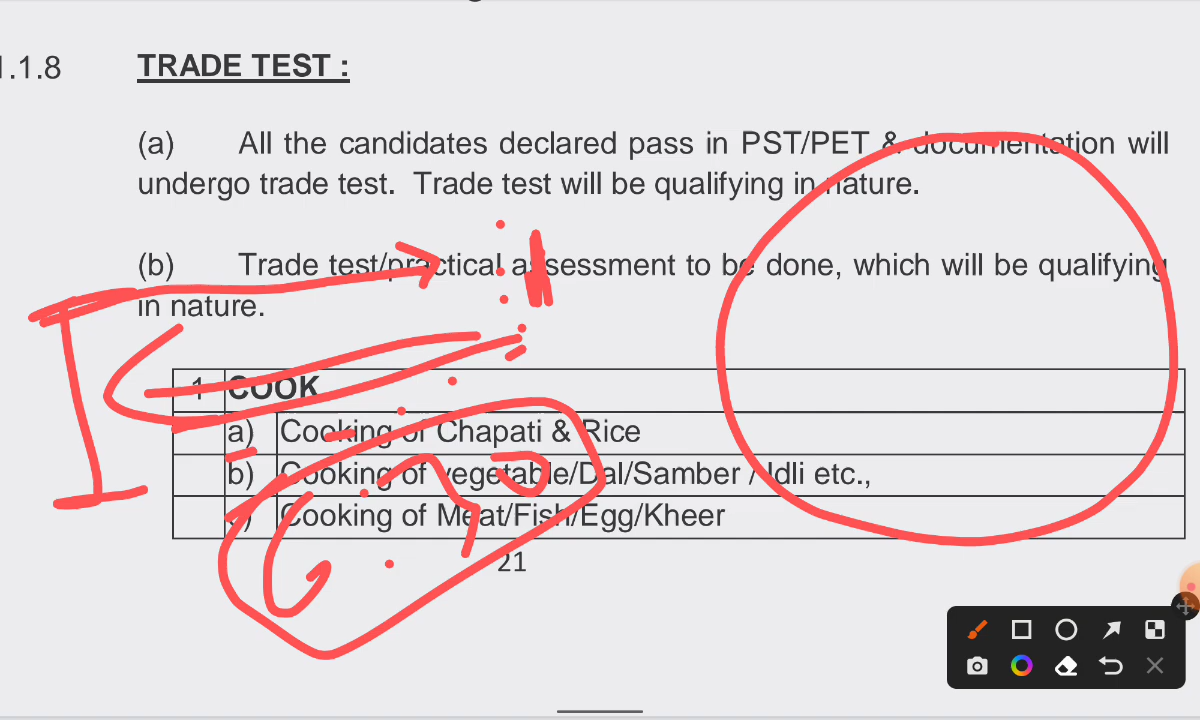 1.1.8 TRADE TEST :
(a) All the candidates declared pass in PST/PET & documentation will
undergo trade test. Trade test will be qualifying in nature.
(b) Trade test/practical assessment to be done, which will be qualifying
in nature.
1 COOK
a) Cooking of Chapati & Rice
b) Cooking of vegetable/Dal/Samber / Idli etc.,
c) Cooking of Meat/Fish/Egg/Kheer
21